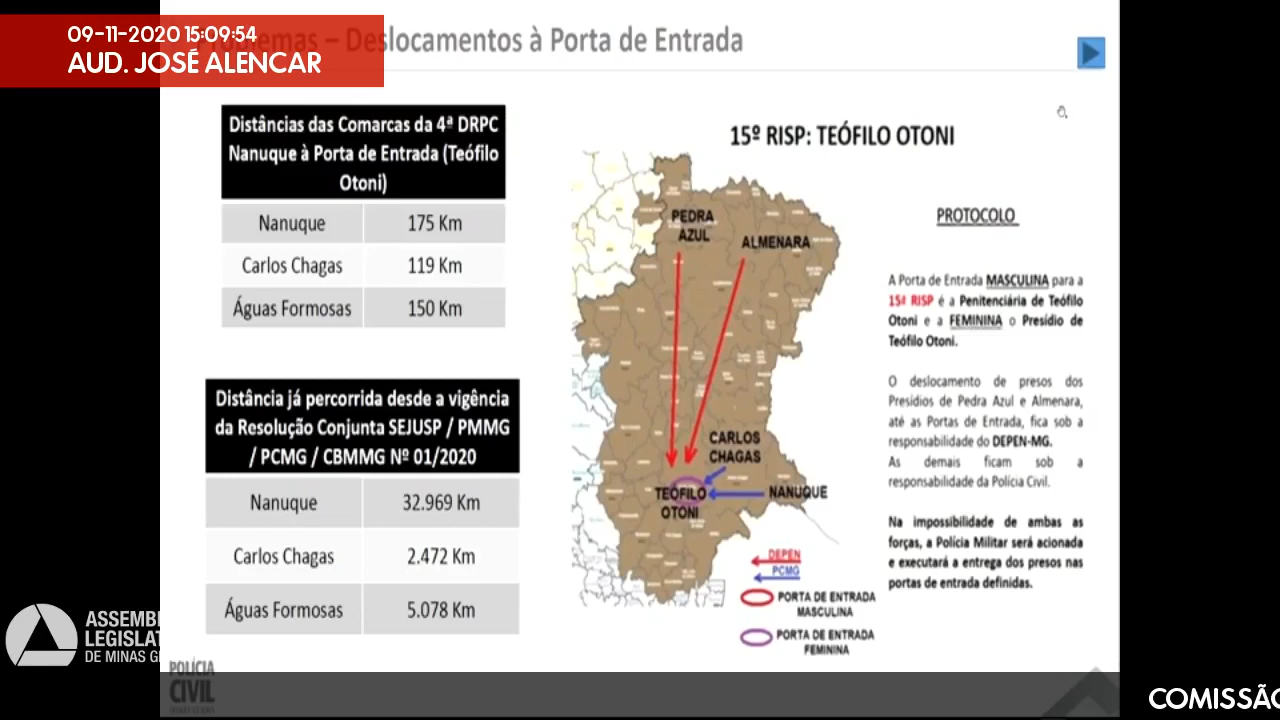 09-11-2020 15:09:54
AUD. JOSÉ ALENCAR
Problemas – Deslocamentos à Porta de Entrada
Distâncias das Comarcas da 4ª DRPC
Nanuque à Porta de Entrada (Teófilo
Otoni)
Nanuque 175 Km
Carlos Chagas 119 Km
Águas Formosas 150 Km
Distância já percorrida desde a vigência
da Resolução Conjunta SEJUSP / PMMG
/ PCMG / CBMMG Nº 01/2020
Nanuque 32.969 Km
Carlos Chagas 2.472 Km
Águas Formosas 5.078 Km
15º RISP: TEÓFILO OTONI
PEDRA
AZUL
ALMENARA
CARLOS
CHAGAS
TEÓFILO
OTONI
NANUQUE
DEPEN
PCMG
PORTA DE ENTRADA
MASCULINA
PORTA DE ENTRADA
FEMININA
PROTOCOLO
A Porta de Entrada MASCULINA para a
15ª RISP é a Penitenciária de Teófilo
Otoni e a FEMININA o Presídio de
Teófilo Otoni.
O deslocamento de presos dos
Presídios de Pedra Azul e Almenara,
até as Portas de Entrada, fica sob a
responsabilidade do DEPEN-MG.
As demais ficam sob a
responsabilidade da Polícia Civil.
Na impossibilidade de ambas as
forças, a Polícia Militar será acionada
e executará a entrega dos presos nas
portas de entrada definidas.
ASSEMB
LEGISLAT
DE MINAS G
POLÍCIA
CIVIL
COMISSÃO